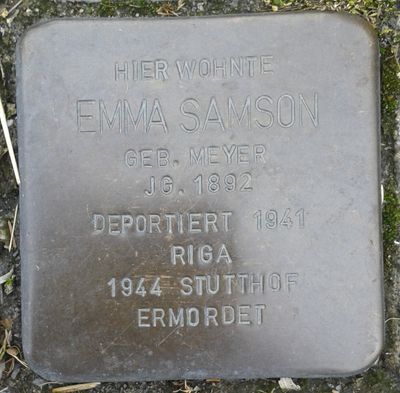 HIER WOHNTE
EMMA SAMSON
GEB. MEYER
JG. 1892
DEPORTIERT 1941
RIGA
1944 STUTTHOF
ERMORDET